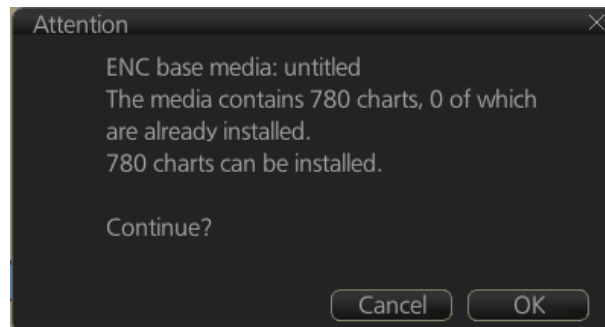 Attention
ENC base media: untitled
The media contains 780 charts, 0 of which
are already installed.
780 charts can be installed.
Continue?
Cancel OK